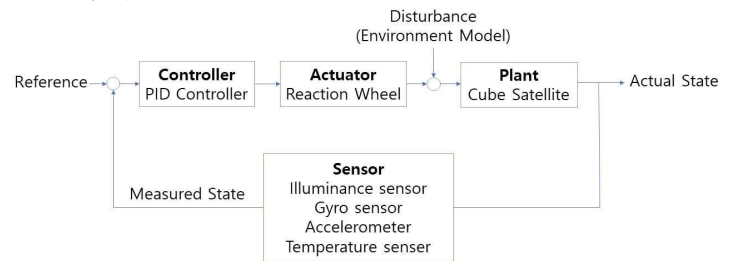 Disturbance
(Environment Model)
Reference
Controller
PID Controller
Actuator
Reaction Wheel
Plant
Cube Satellite
Actual State
Measured State
Sensor
Illuminance sensor
Gyro sensor
Accelerometer
Temperature senser